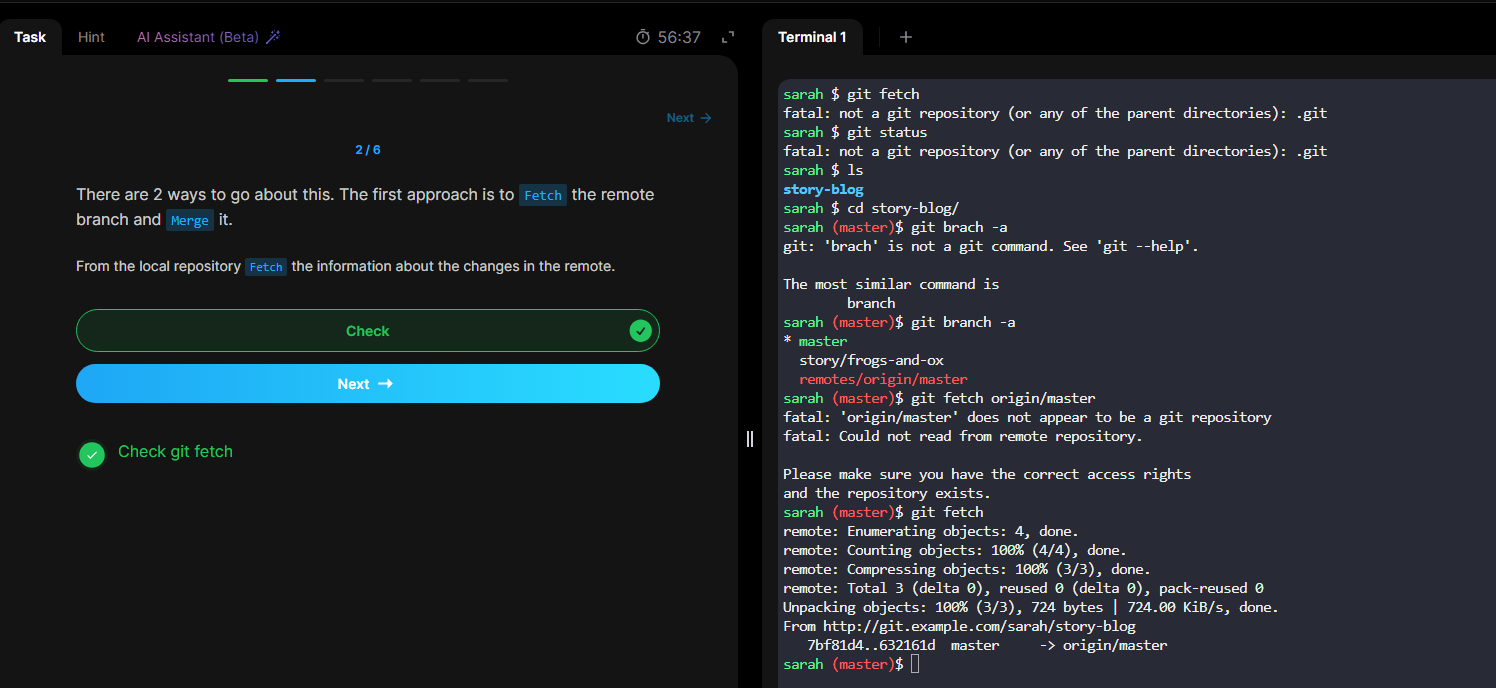 Task Hint AI Assistant (Beta) 56:37
Next →
2 / 6
There are 2 ways to go about this. The first approach is to Fetch the remote
branch and Merge it.
From the local repository Fetch the information about the changes in the remote.
Check
Next →
Check git fetch
Terminal 1 +
sarah $ git fetch
fatal: not a git repository (or any of the parent directories): .git
sarah $ git status
fatal: not a git repository (or any of the parent directories): .git
sarah $ ls
story-blog
sarah $ cd story-blog/
sarah (master)$ git brach -a
git: 'brach' is not a git command. See 'git --help'.

The most similar command is
        branch
sarah (master)$ git branch -a
* master
  story/frogs-and-ox
  remotes/origin/master
sarah (master)$ git fetch origin/master
fatal: 'origin/master' does not appear to be a git repository
fatal: Could not read from remote repository.

Please make sure you have the correct access rights
and the repository exists.
sarah (master)$ git fetch
remote: Enumerating objects: 4, done.
remote: Counting objects: 100% (4/4), done.
remote: Compressing objects: 100% (3/3), done.
remote: Total 3 (delta 0), reused 0 (delta 0), pack-reused 0
Unpacking objects: 100% (3/3), 724 bytes | 724.00 KiB/s, done.
From http://git.example.com/sarah/story-blog
   7bf81d4..632161d  master     -> origin/master
sarah (master)$